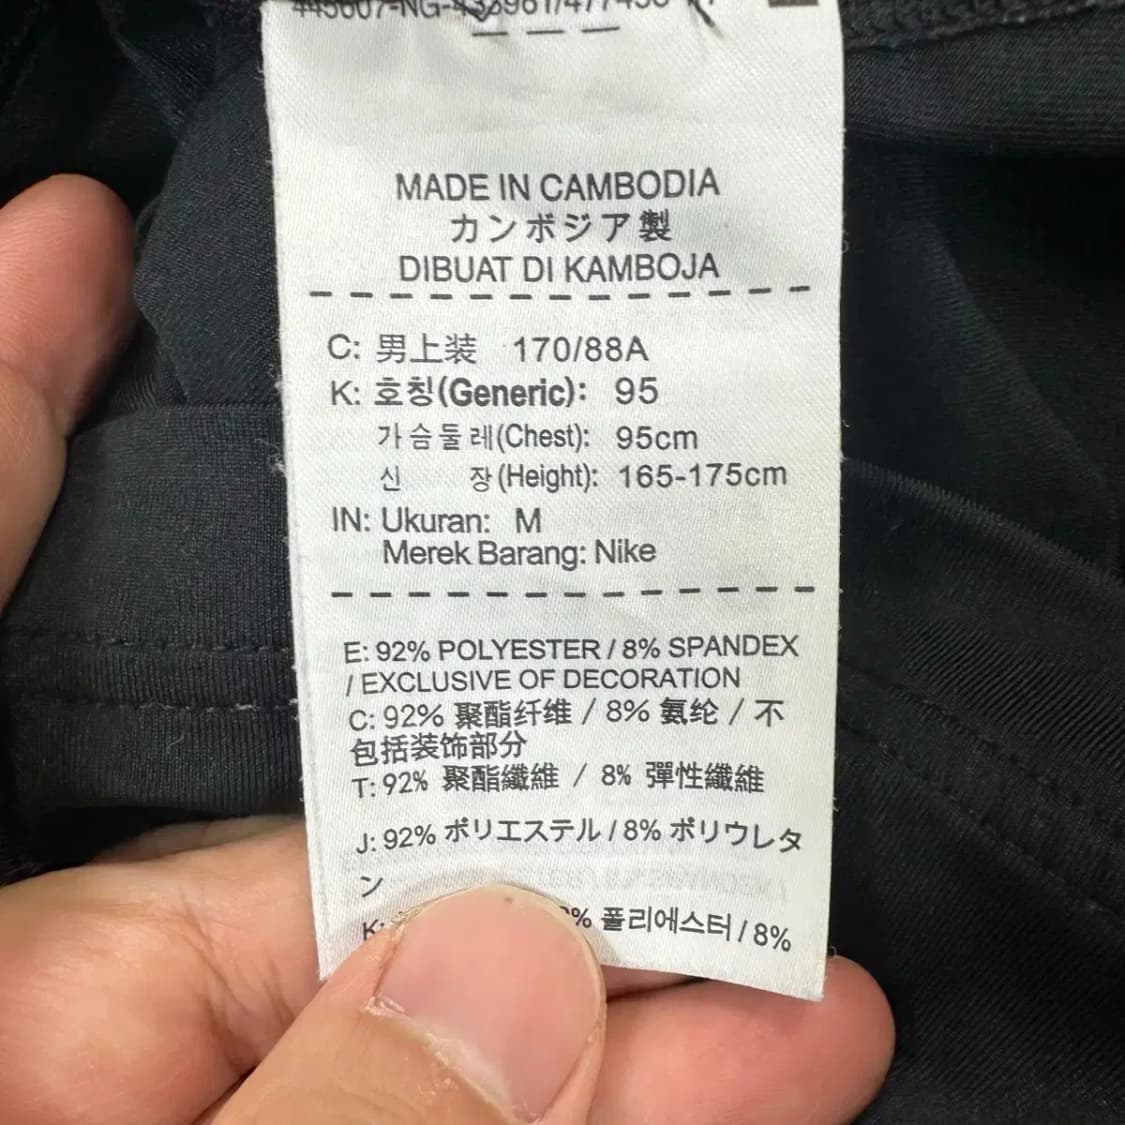 MADE IN CAMBODIA
カンボジア製
DIBUAT DI KAMBOJA
C: 男上装 170/88A
K: 호칭(Generic): 95
가슴둘레(Chest): 95cm
신 장(Height): 165-175cm
IN: Ukuran: M
Merek Barang: Nike
E: 92% POLYESTER / 8% SPANDEX
/ EXCLUSIVE OF DECORATION
C: 92% 聚酯纤维 / 8% 氨纶 / 不
包括装饰部分
T: 92% 聚酯纖維 / 8% 彈性纖維
J: 92% ポリエステル / 8% ポリウレタ
ン
K: % 폴리에스터 / 8%